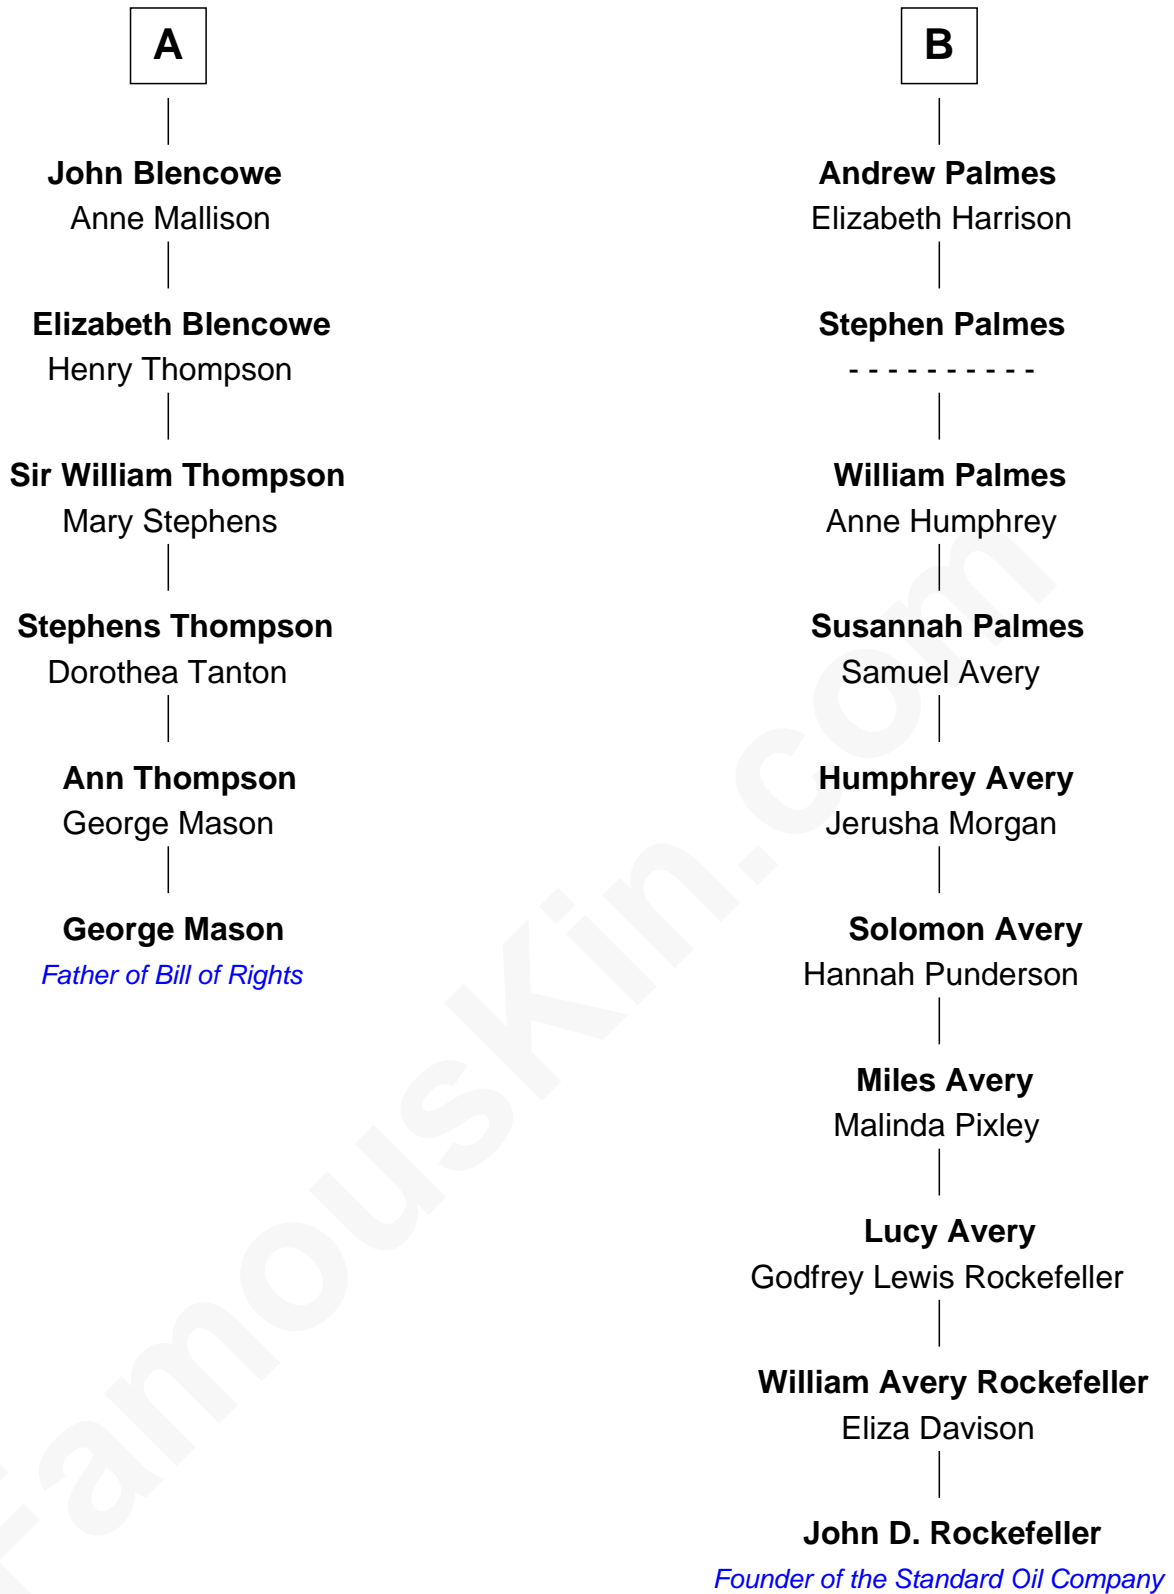 A
John Blencowe
Anne Mallison
Elizabeth Blencowe
Henry Thompson
Sir William Thompson
Mary Stephens
Stephens Thompson
Dorothea Tanton
Ann Thompson
George Mason
George Mason
Father of Bill of Rights
B
Andrew Palmes
Elizabeth Harrison
Stephen Palmes
- - - - - - - - - -
William Palmes
Anne Humphrey
Susannah Palmes
Samuel Avery
Humphrey Avery
Jerusha Morgan
Solomon Avery
Hannah Punderson
Miles Avery
Malinda Pixley
Lucy Avery
Godfrey Lewis Rockefeller
William Avery Rockefeller
Eliza Davison
John D. Rockefeller
Founder of the Standard Oil Company
FamousKin.com